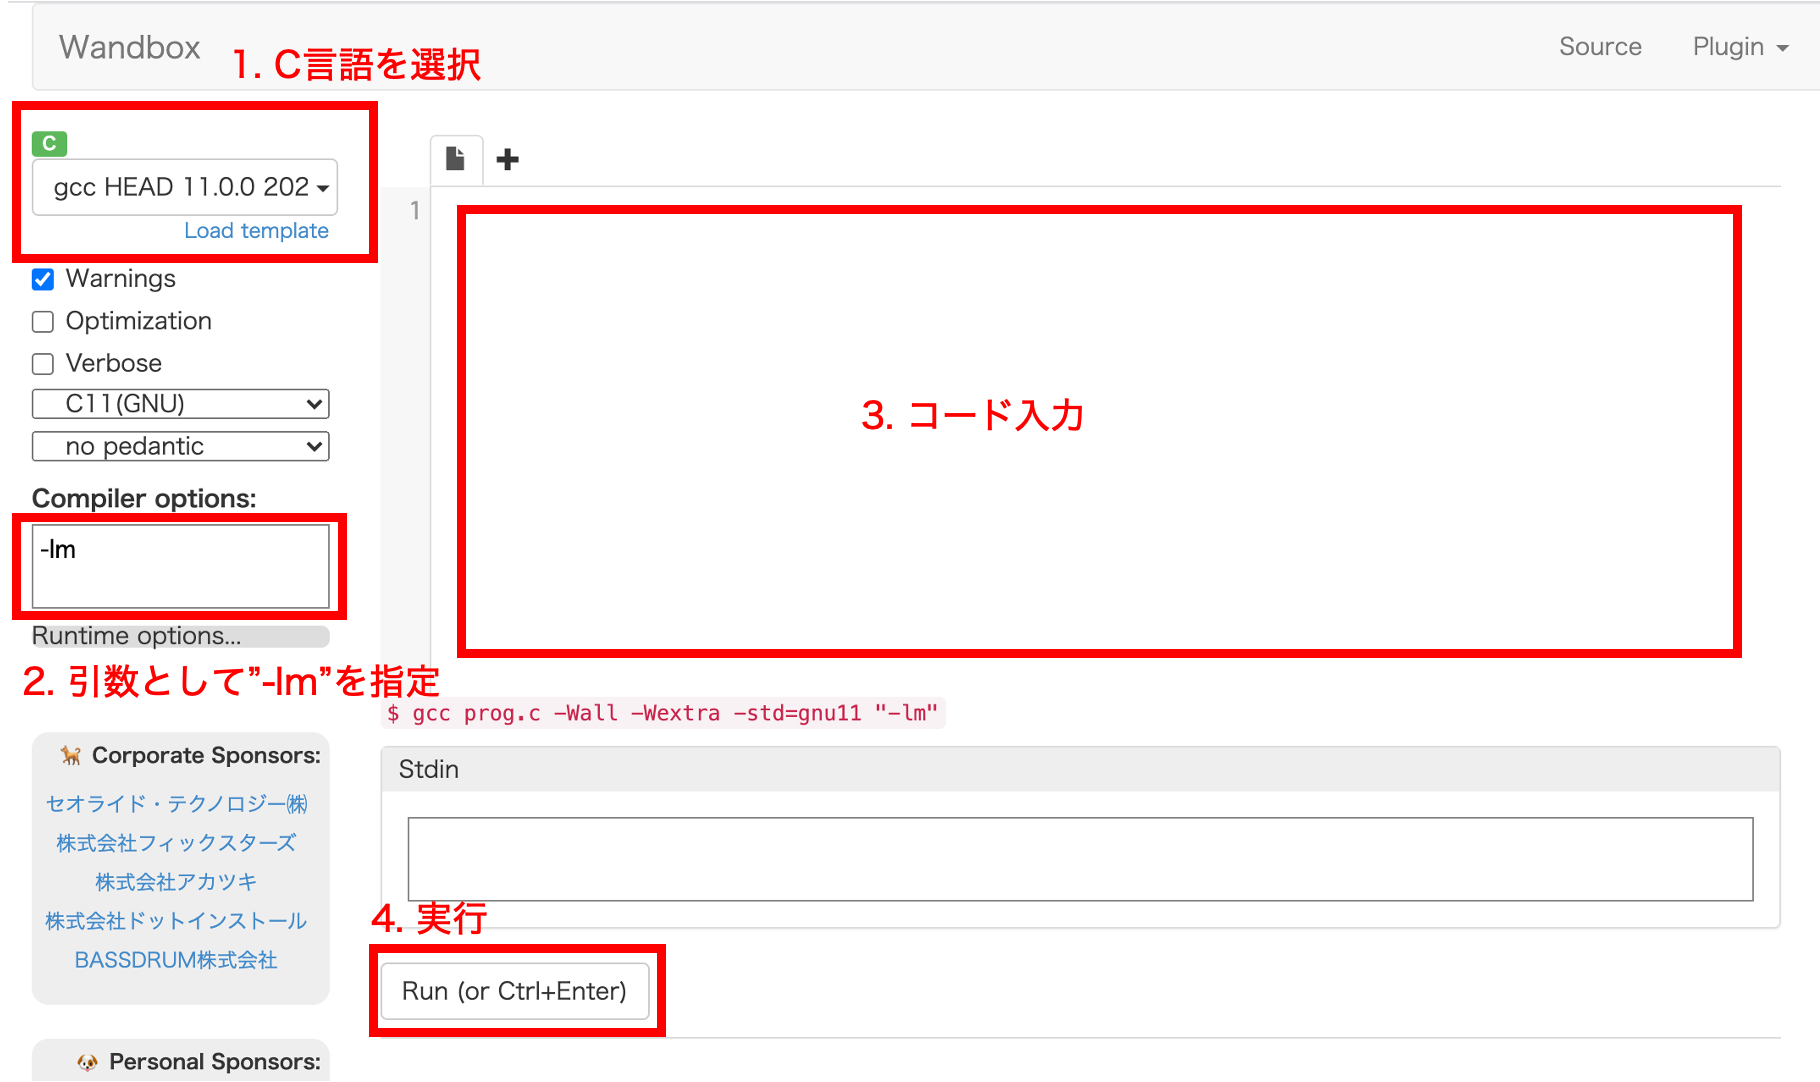 Wandbox
1. C言語を選択
Source
Plugin
C
gcc HEAD 11.0.0 202
Load template
Warnings
Optimization
Verbose
C11(GNU)
no pedantic
Compiler options:
-lm
Runtime options...
2. 引数として”-lm”を指定
1
3. コード入力
$ gcc prog.c -Wall -Wextra -std=gnu11 "-lm"
Stdin
4. 実行
Run (or Ctrl+Enter)
Corporate Sponsors:
セオライド・テクノロジー㈱
株式会社フィックスターズ
株式会社アカツキ
株式会社ドットインストール
BASSDRUM株式会社
Personal Sponsors: